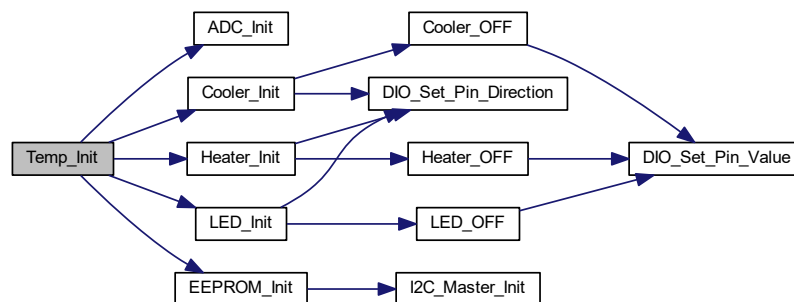 ADC_Init
Cooler_OFF
Cooler_Init
DIO_Set_Pin_Direction
Temp_Init
Heater_Init
Heater_OFF
DIO_Set_Pin_Value
LED_Init
LED_OFF
EEPROM_Init
I2C_Master_Init